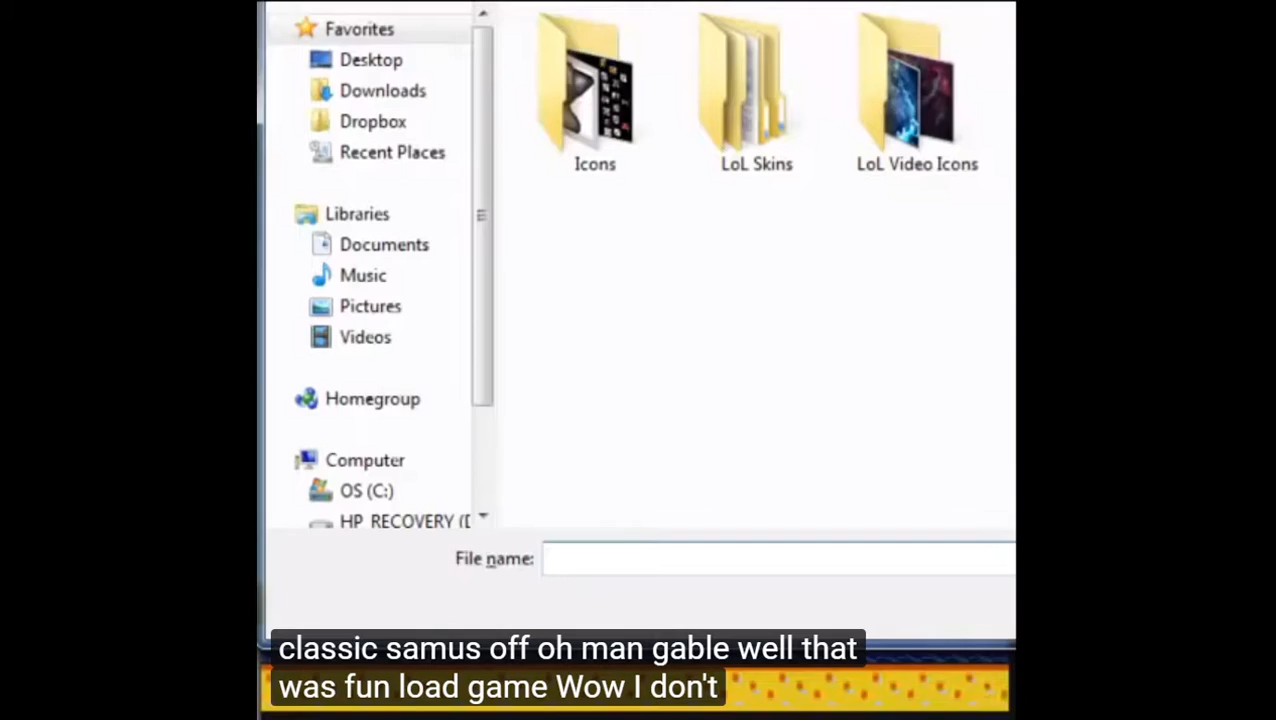 Favorites
Desktop
Downloads
Dropbox
Recent Places
Libraries
Documents
Music
Pictures
Videos
Homegroup
Computer
OS (C:)
HP_RECOVERY (D
Icons
LoL Skins
LoL Video Icons
File name:
classic samus off oh man gable well that
was fun load game Wow I don't